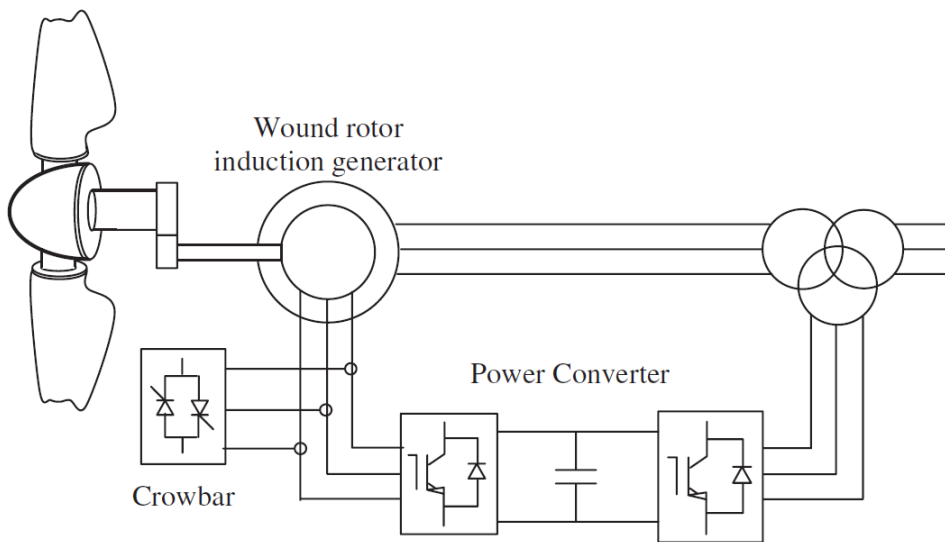 Wound rotor
induction generator
Power Converter
Crowbar